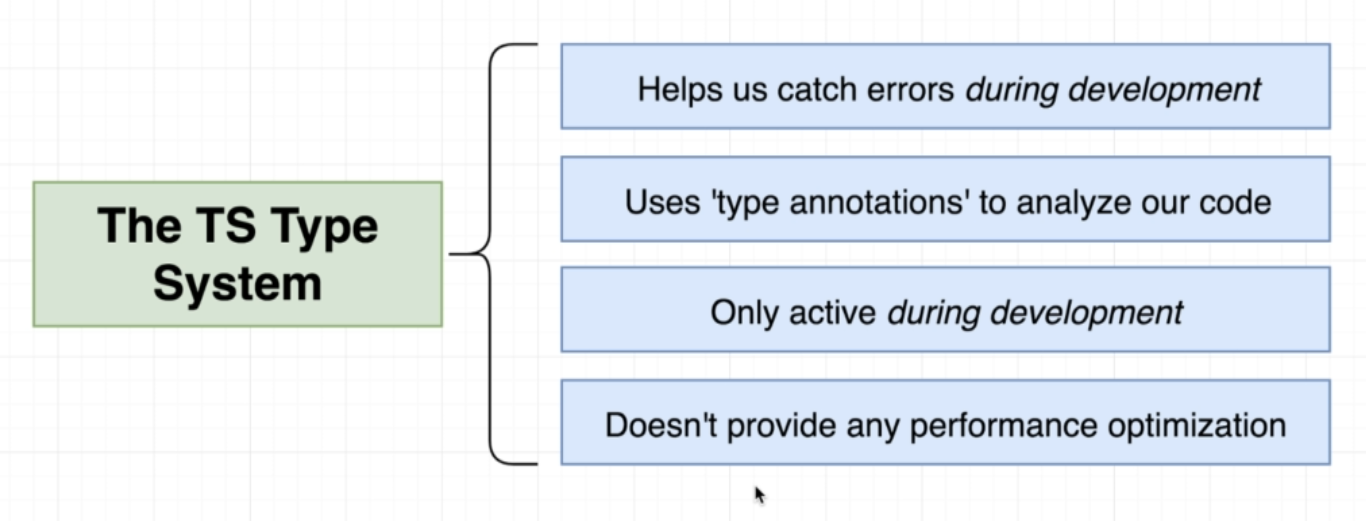 The TS Type
System
Helps us catch errors during development
Uses 'type annotations' to analyze our code
Only active during development
Doesn't provide any performance optimization